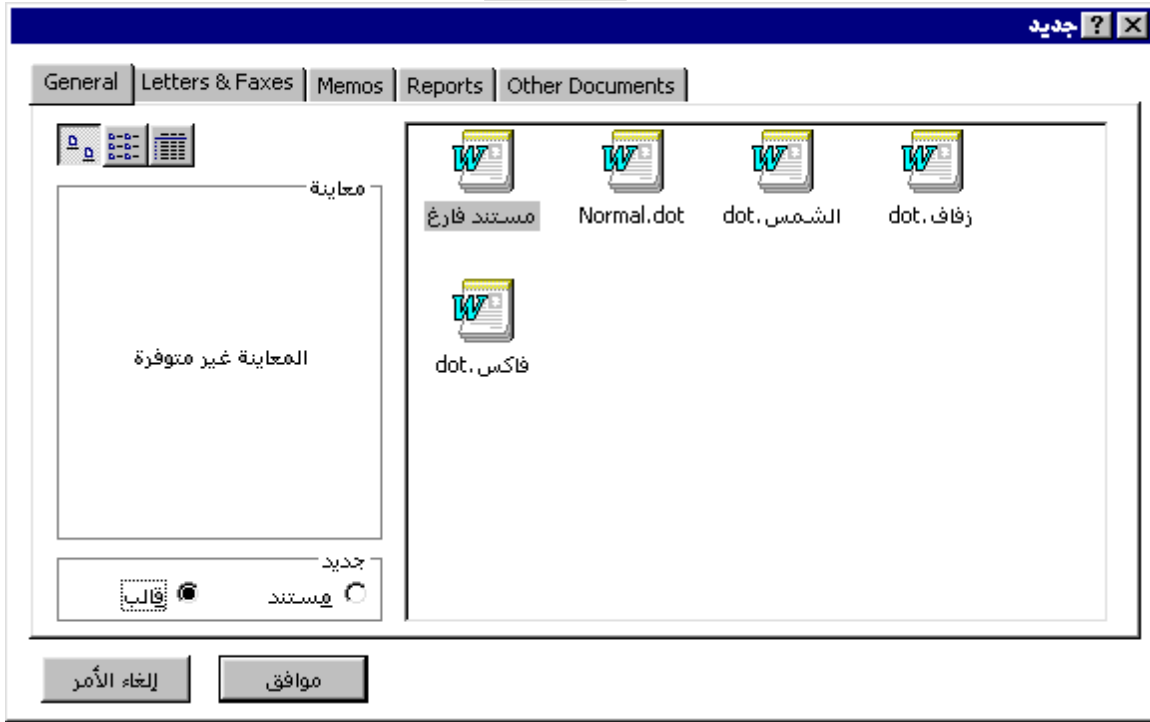 جديد
General Letters & Faxes Memos Reports Other Documents
معاينة
المعاينة غير متوفرة
مستند فارغ
Normal.dot
الشمس.dot
زفاف.dot
فاكس.dot
جديد
مستند
قالب
موافق
إلغاء الأمر